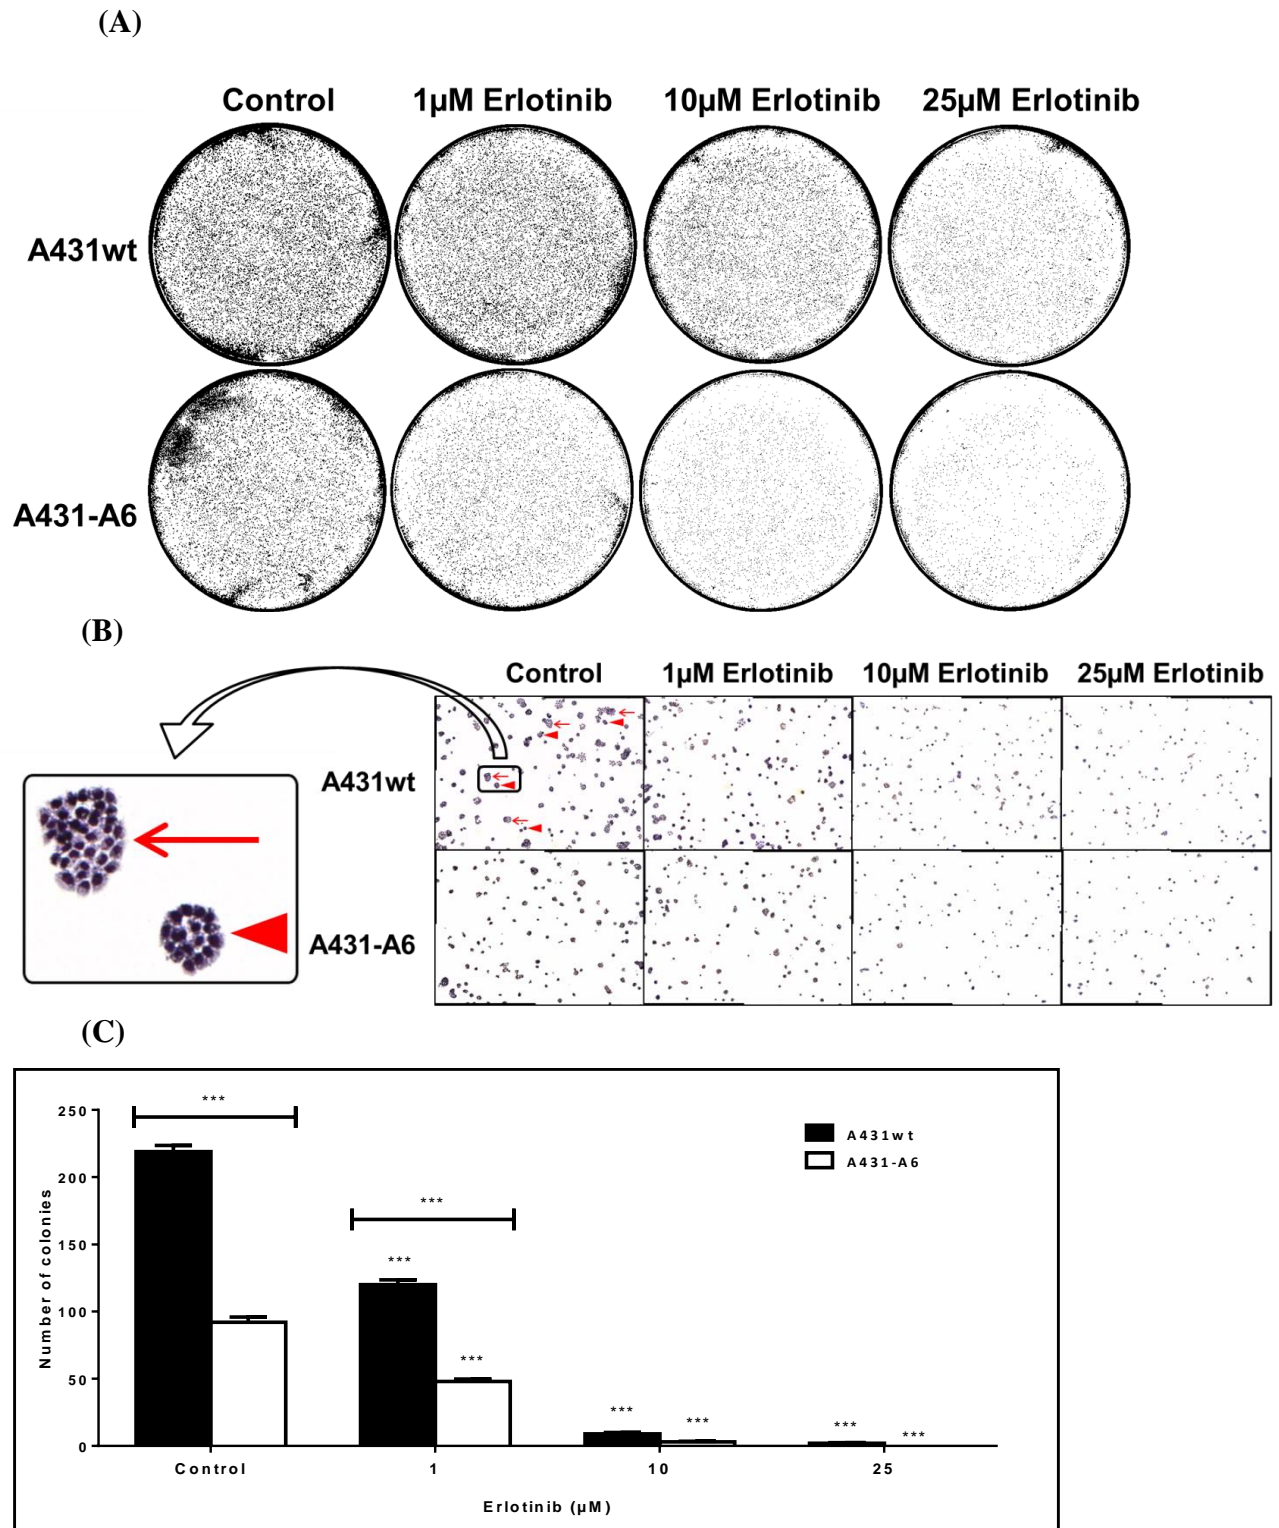 (A)
Control 1µM Erlotinib 10µM Erlotinib 25µM Erlotinib
A431wt
A431-A6
(B)
Control 1µM Erlotinib 10µM Erlotinib 25µM Erlotinib
A431wt
A431-A6
(C)
***
250
A431wt
A431-A6
200
***
150
***
Number of colonies
100
***
50
*** *** *** ***
0
Control 1 10 25
Erlotinib (µM)